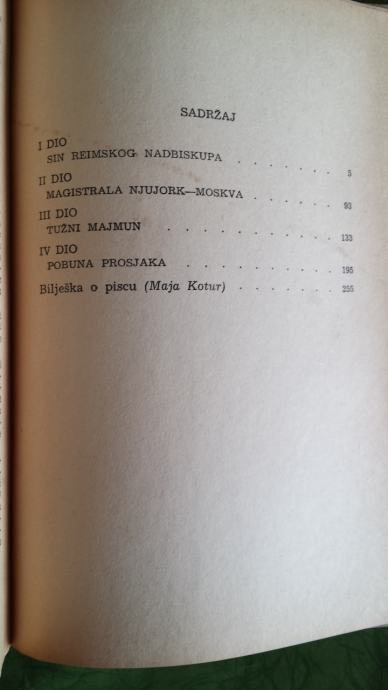 SADRŽAJ
I DIO
SIN REIMSKOG NADBISKUPA . . . . . . . 5
II DIO
MAGISTRALA NJUJORK—MOSKVA . . . . . . 93
III DIO
TUŽNI MAJMUN . . . . . . . . . . 133
IV DIO
POBUNA PROSJAKA . . . . . . . . . 195
Bilješka o piscu (Maja Kotur) . . . . . . . 255